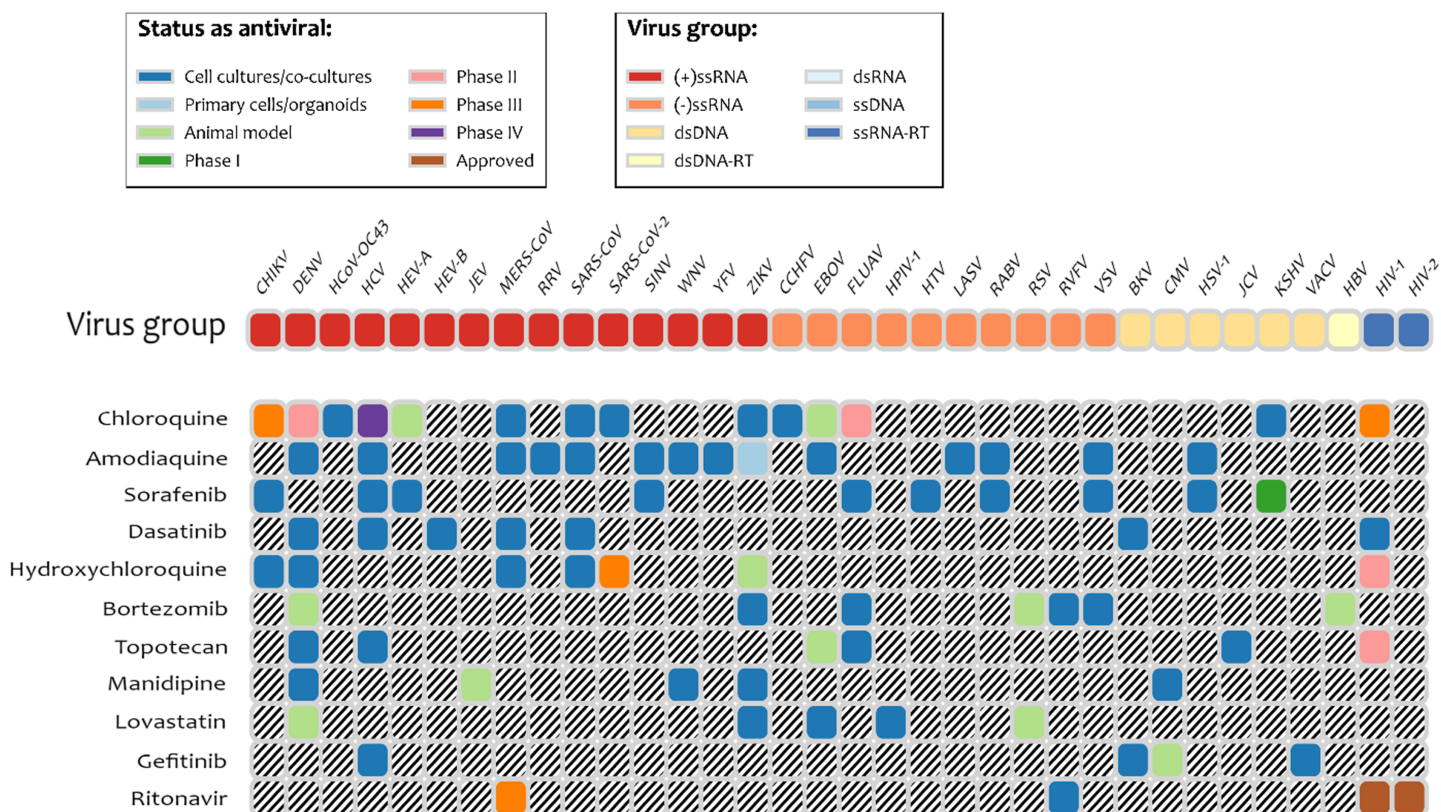 Status as antiviral:
Cell cultures/co-cultures
Primary cells/organoids
Animal model
Phase I
Phase II
Phase III
Phase IV
Approved
Virus group:
(+)ssRNA
(-)ssRNA
dsDNA
dsDNA-RT
dsRNA
ssDNA
ssRNA-RT
CHIKV
DENV
HCoV-OC43
HCV
HEV-A
HEV-B
JEV
MERS-CoV
RRV
SARS-CoV
SARS-CoV-2
SINV
WNV
YFV
ZIKV
CCHFV
EBOV
FLUAV
HPIV-1
HTV
LASV
RABV
RSV
RVFV
VSV
BKV
CMV
HSV-1
JCV
KSHV
VACV
HBV
HIV-1
HIV-2
Virus group
Chloroquine
Amodiaquine
Sorafenib
Dasatinib
Hydroxychloroquine
Bortezomib
Topotecan
Manidipine
Lovastatin
Gefitinib
Ritonavir